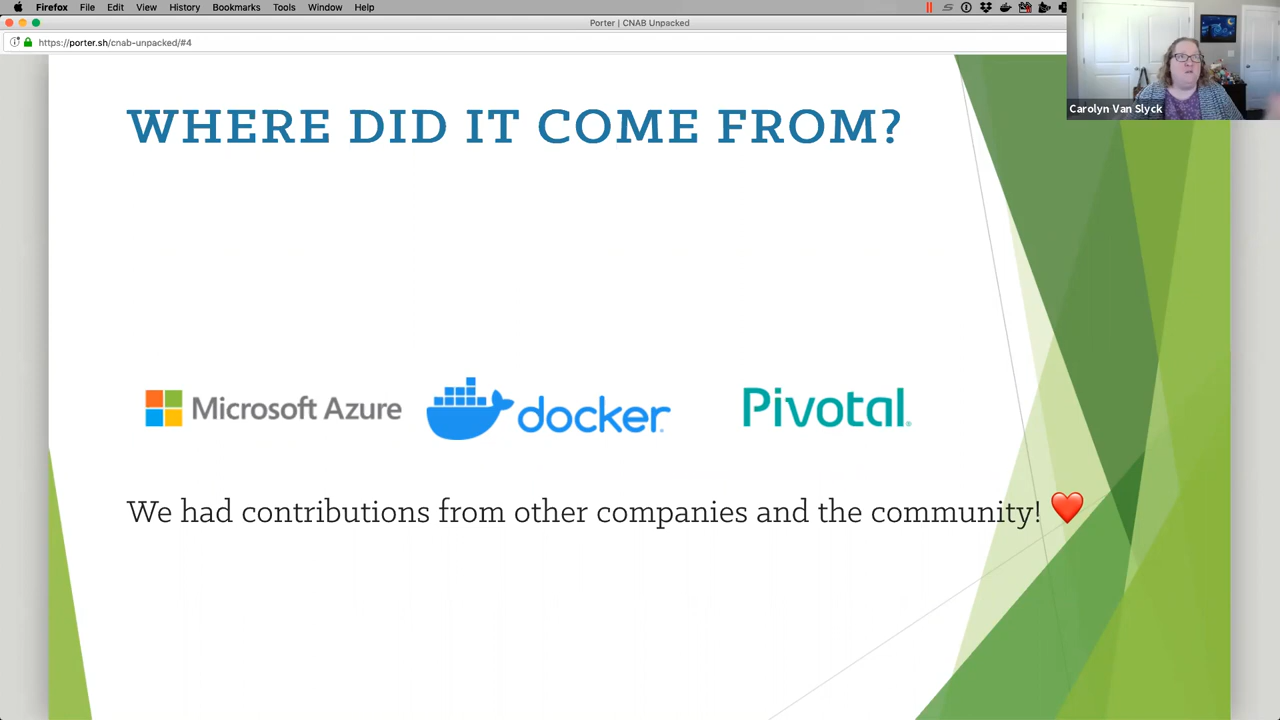 Firefox File Edit View History Bookmarks Tools Window Help
Porter | CNAB Unpacked
https://porter.sh/cnab-unpacked/#4
Carolyn Van Slyck
WHERE DID IT COME FROM?
Microsoft Azure docker Pivotal
We had contributions from other companies and the community!